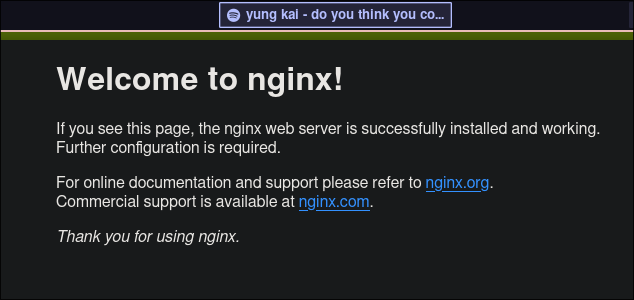 yung kai - do you think you co...
Welcome to nginx!
If you see this page, the nginx web server is successfully installed and working.
Further configuration is required.
For online documentation and support please refer to nginx.org.
Commercial support is available at nginx.com.
Thank you for using nginx.